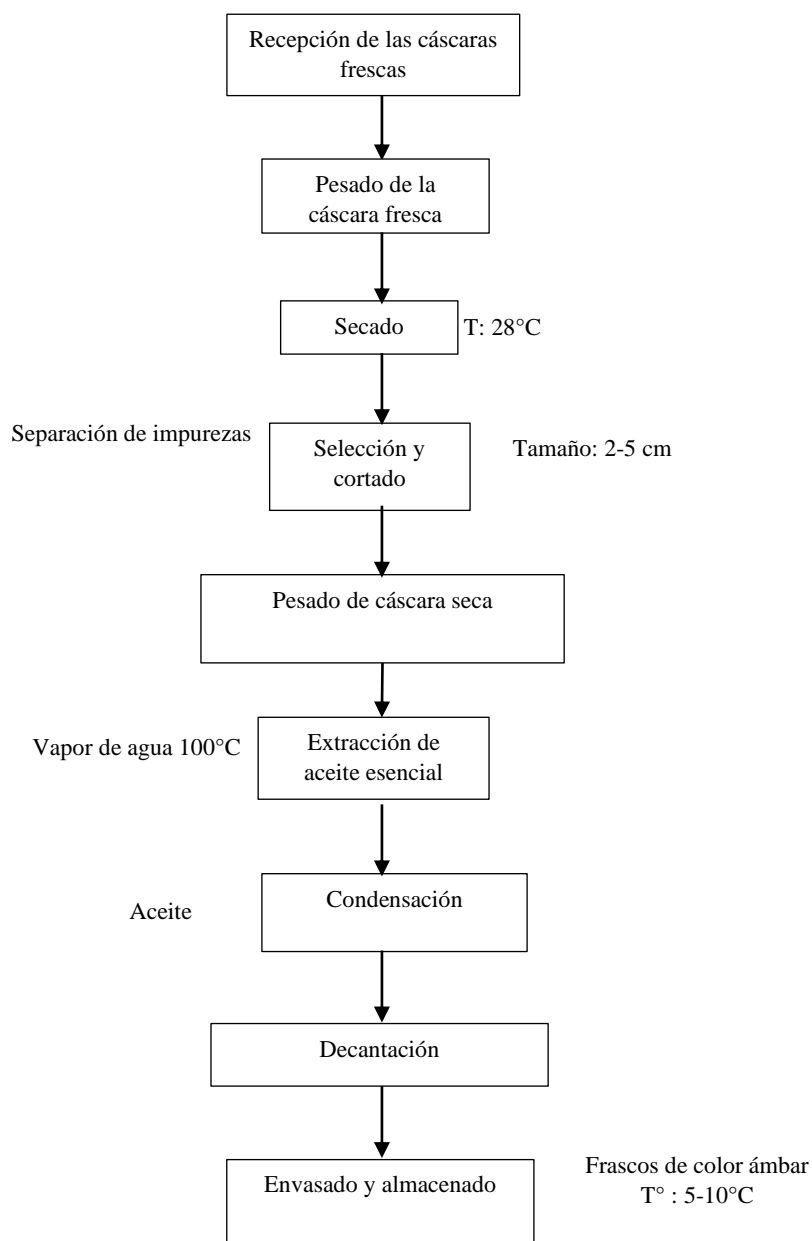 Recepción de las cáscaras
frescas
Pesado de la
cáscara fresca
Secado
T: 28°C
Separación de impurezas
Selección y
cortado
Tamaño: 2-5 cm
Pesado de cáscara seca
Vapor de agua 100°C
Extracción de
aceite esencial
Aceite
Condensación
Decantación
Envasado y almacenado
Frascos de color ámbar
T° : 5-10°C